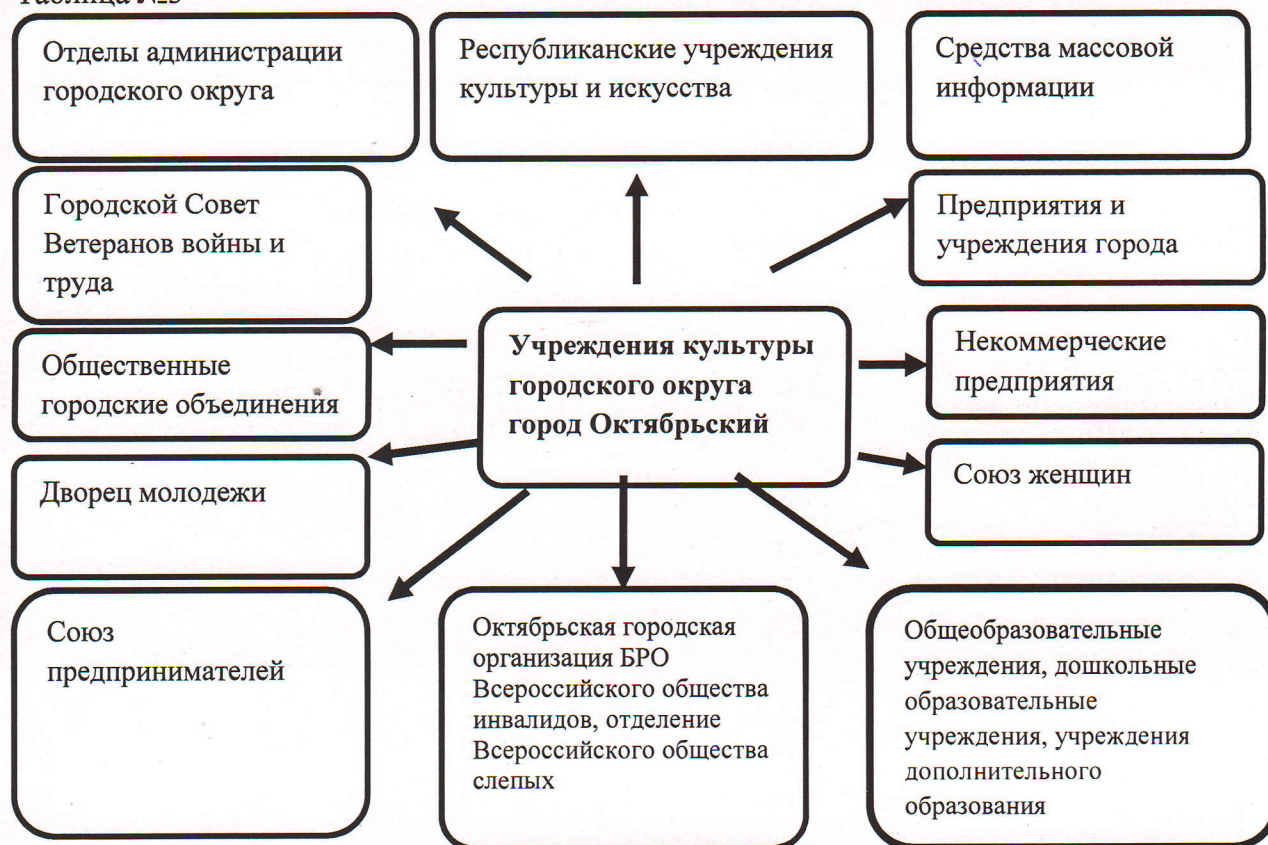 Отделы администрации
городского округа
Республиканские учреждения
культуры и искусства
Средства массовой
информации
Городской Совет
Ветеранов войны и
труда
Предприятия и
учреждения города
Общественные
городские объединения
Учреждения культуры
городского округа
город Октябрьский
Некоммерческие
предприятия
Дворец молодежи
Союз женщин
Союз
предпринимателей
Октябрьская городская
организация БРО
Всероссийского общества
инвалидов, отделение
Всероссийского общества
слепых
Общеобразовательные
учреждения, дошкольные
образовательные
учреждения, учреждения
дополнительного
образования